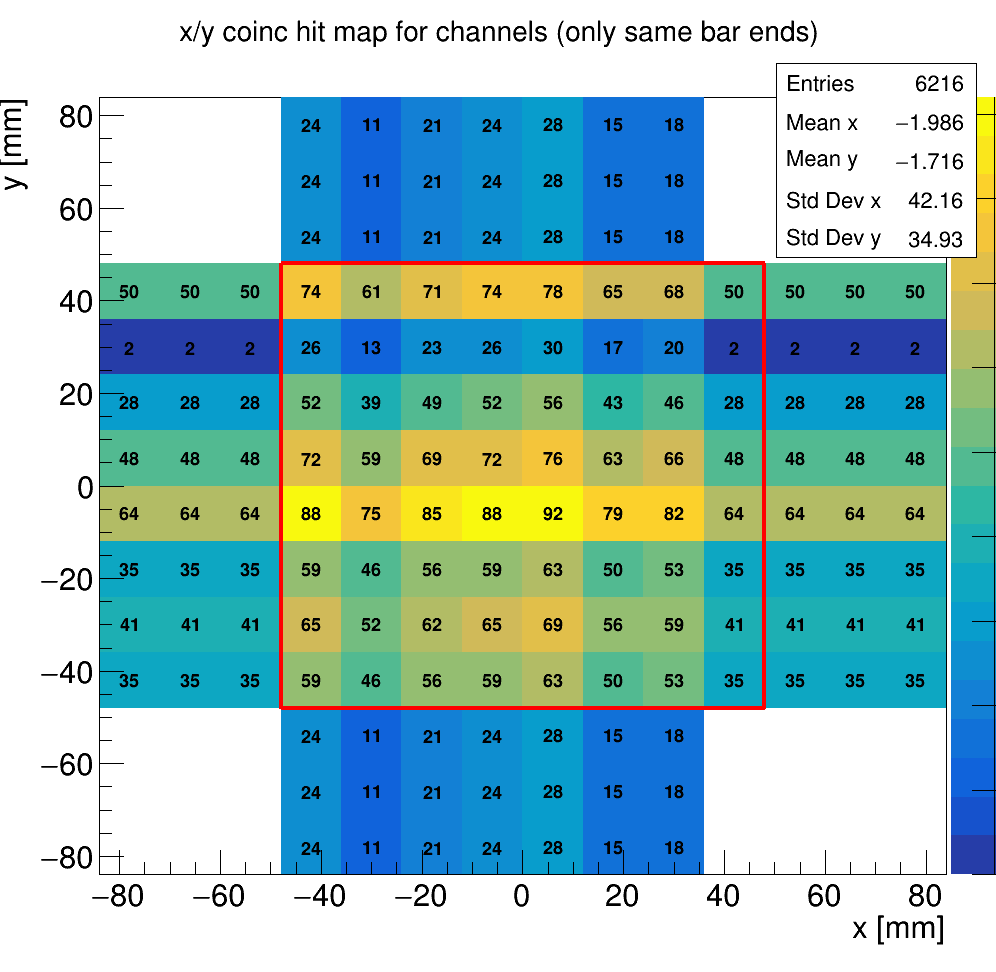 x/y coinc hit map for channels (only same bar ends)
Entries 6216
Mean x −1.986
Mean y −1.716
Std Dev x 42.16
Std Dev y 34.93
y [mm]
80 24 11 21 24 28 15 18
60 24 11 21 24 28 15 18
24 11 21 24 28 15 18
40 50 50 50 74 61 71 74 78 65 68 50 50 50 50
2 2 2 26 13 23 26 30 17 20 2 2 2 2
20 28 28 28 52 39 49 52 56 43 46 28 28 28 28
48 48 48 72 59 69 72 76 63 66 48 48 48 48
0 64 64 64 88 75 85 88 92 79 82 64 64 64 64
−20 35 35 35 59 46 56 59 63 50 53 35 35 35 35
41 41 41 65 52 62 65 69 56 59 41 41 41 41
−40 35 35 35 59 46 56 59 63 50 53 35 35 35 35
24 11 21 24 28 15 18
−60 24 11 21 24 28 15 18
−80 24 11 21 24 28 15 18
−80 −60 −40 −20 0 20 40 60 80
x [mm]